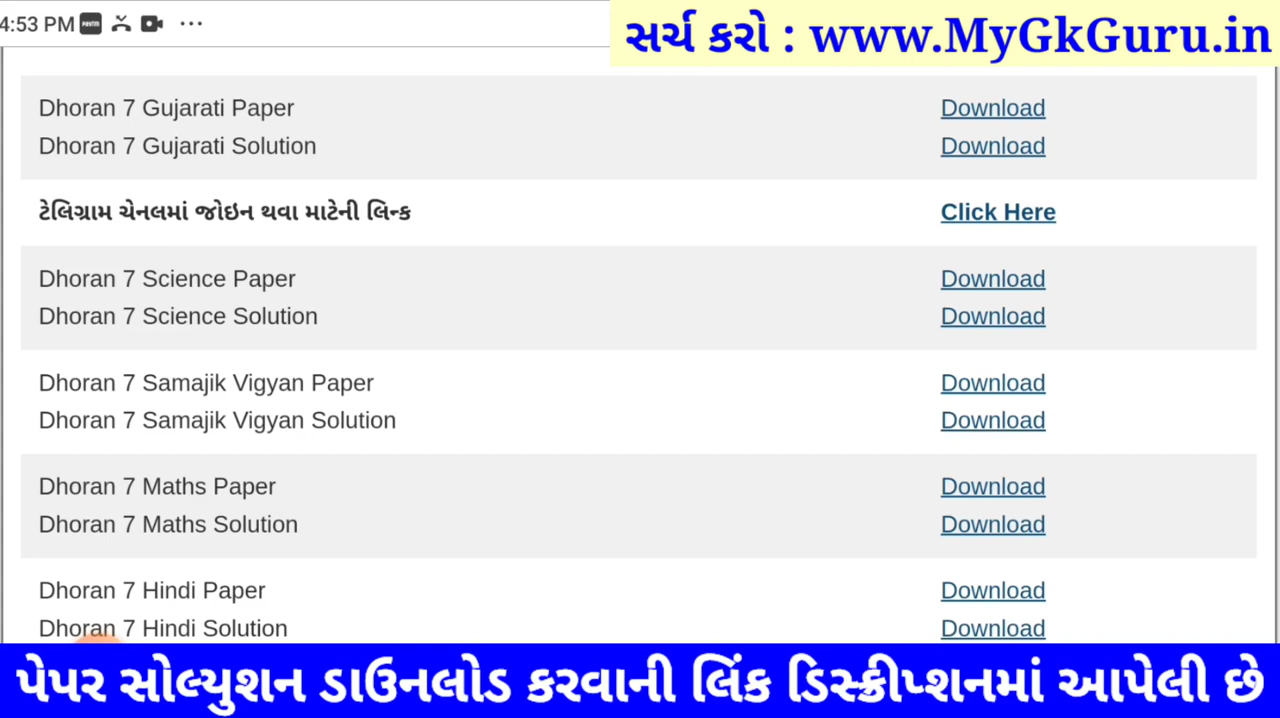 4:53 PM paytm ···
સર્ચ કરો : www.MyGkGuru.in
Dhoran 7 Gujarati Paper Download
Dhoran 7 Gujarati Solution Download
ટેલિગ્રામ ચેનલમાં જોઇન થવા માટેની લિન્ક Click Here
Dhoran 7 Science Paper Download
Dhoran 7 Science Solution Download
Dhoran 7 Samajik Vigyan Paper Download
Dhoran 7 Samajik Vigyan Solution Download
Dhoran 7 Maths Paper Download
Dhoran 7 Maths Solution Download
Dhoran 7 Hindi Paper Download
Dhoran 7 Hindi Solution Download
પેપર સોલ્યુશન ડાઉનલોડ કરવાની લિંક ડિસ્ક્રીપ્શનમાં આપેલી છે